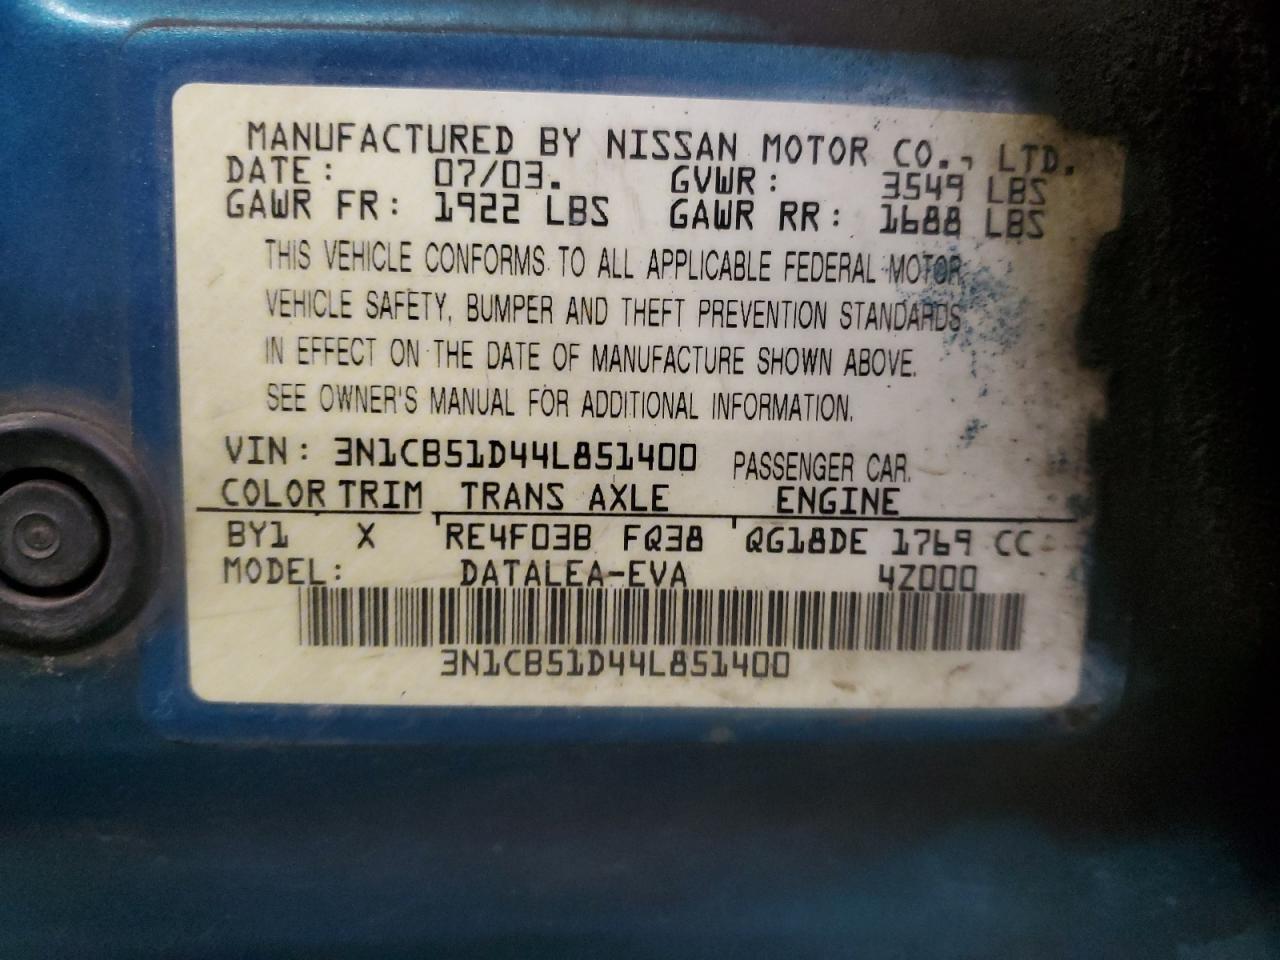 MANUFACTURED BY NISSAN MOTOR CO., LTD.
DATE: 07/03. GVWR: 3549 LBS
GAWR FR: 1922 LBS GAWR RR: 1688 LBS
THIS VEHICLE CONFORMS TO ALL APPLICABLE FEDERAL MOTOR
VEHICLE SAFETY, BUMPER AND THEFT PREVENTION STANDARDS
IN EFFECT ON THE DATE OF MANUFACTURE SHOWN ABOVE.
SEE OWNER'S MANUAL FOR ADDITIONAL INFORMATION.
VIN: 3N1CB51D44L851400 PASSENGER CAR.
COLOR TRIM TRANS AXLE ENGINE
BY1 X RE4F03B FQ38 QG18DE 1769 CC
MODEL: DATALEA-EVA 4Z000
3N1CB51D44L851400